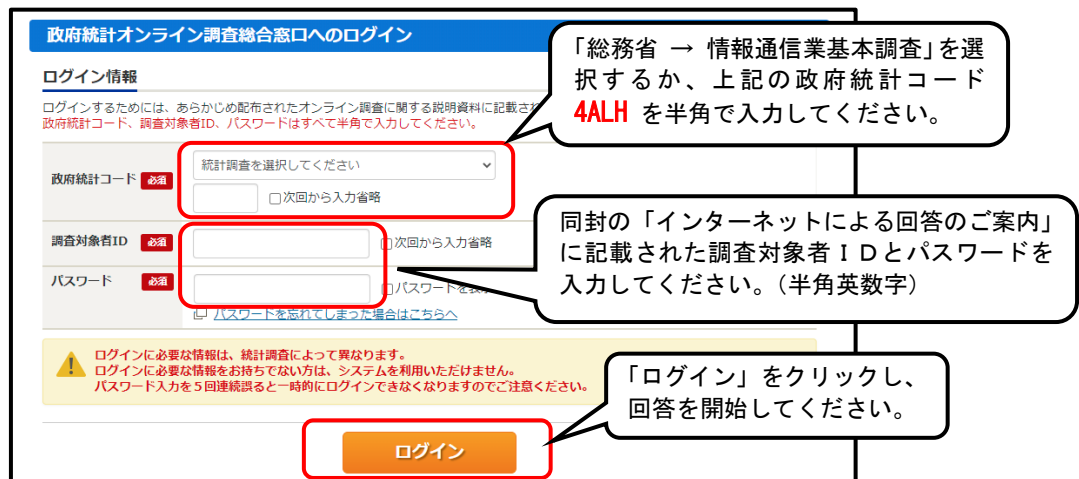 政府統計オンライン調査総合窓口へのログイン
「総務省 → 情報通信業基本調査」を選
択するか、上記の政府統計コード
4ALH を半角で入力してください。
ログイン情報
ログインするためには、あらかじめ配布されたオンライン調査に関する説明資料に記載され
政府統計コード、調査対象者ID、パスワードはすべて半角で入力してください。
政府統計コード 必須
統計調査を選択してください
次回から入力省略
同封の「インターネットによる回答のご案内」
に記載された調査対象者ＩＤとパスワードを
入力してください。（半角英数字）
調査対象者ID 必須
次回から入力省略
パスワード 必須
パスワードを表
パスワードを忘れてしまった場合はこちらへ
ログインに必要な情報は、統計調査によって異なります。
ログインに必要な情報をお持ちでない方は、システムを利用いただけません。
パスワード入力を５回連続誤ると一時的にログインできなくなりますのでご注意ください。
「ログイン」をクリックし、
回答を開始してください。
ログイン